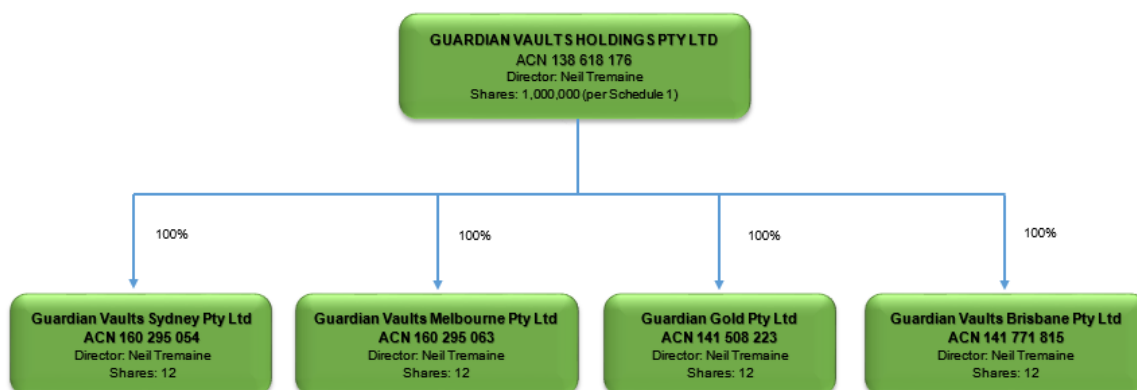 GUARDIAN VAULTS HOLDINGS PTY LTD
ACN 138 618 176
Director: Neil Tremaine
Shares: 1,000,000 (per Schedule 1)
100%
100%
100%
100%
Guardian Vaults Sydney Pty Ltd
ACN 160 295 054
Director: Neil Tremaine
Shares: 12
Guardian Vaults Melbourne Pty Ltd
ACN 160 295 063
Director: Neil Tremaine
Shares: 12
Guardian Gold Pty Ltd
ACN 141 508 223
Director: Neil Tremaine
Shares: 12
Guardian Vaults Brisbane Pty Ltd
ACN 141 771 815
Director: Neil Tremaine
Shares: 12